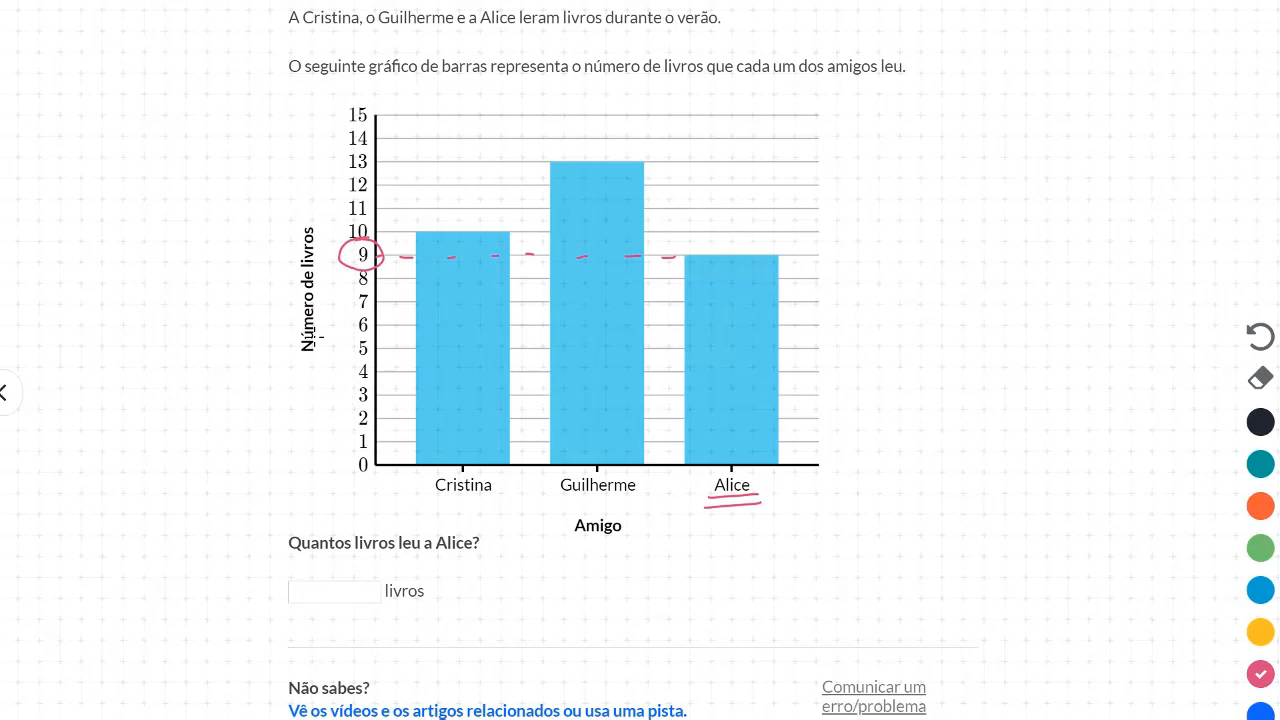 A Cristina, o Guilherme e a Alice leram livros durante o verão.
O seguinte gráfico de barras representa o número de livros que cada um dos amigos leu.
15
14
13
12
11
10
9
8
7
6
5
4
3
2
1
0
Número de livros
Cristina
Guilherme
Alice
Amigo
Quantos livros leu a Alice?
livros
Não sabes?
Vê os vídeos e os artigos relacionados ou usa uma pista.
Comunicar um
erro/problema